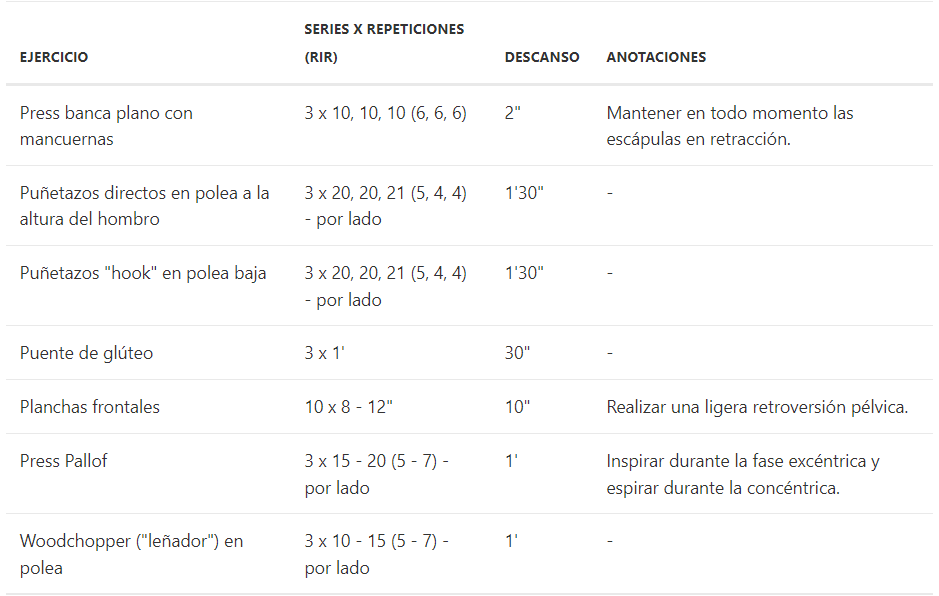 SERIES X REPETICIONES
EJERCICIO (RIR) DESCANSO ANOTACIONES
Press banca plano con 3 x 10, 10, 10 (6, 6, 6) 2" Mantener en todo momento las
mancuernas escápulas en retracción.
Puñetazos directos en polea a la 3 x 20, 20, 21 (5, 4, 4) 1'30" -
altura del hombro - por lado
Puñetazos "hook" en polea baja 3 x 20, 20, 21 (5, 4, 4) 1'30" -
- por lado
Puente de glúteo 3 x 1' 30" -
Planchas frontales 10 x 8 - 12" 10" Realizar una ligera retroversión pélvica.
Press Pallof 3 x 15 - 20 (5 - 7) - 1' Inspirar durante la fase excéntrica y
por lado espirar durante la concéntrica.
Woodchopper ("leñador") en 3 x 10 - 15 (5 - 7) - 1' -
polea por lado